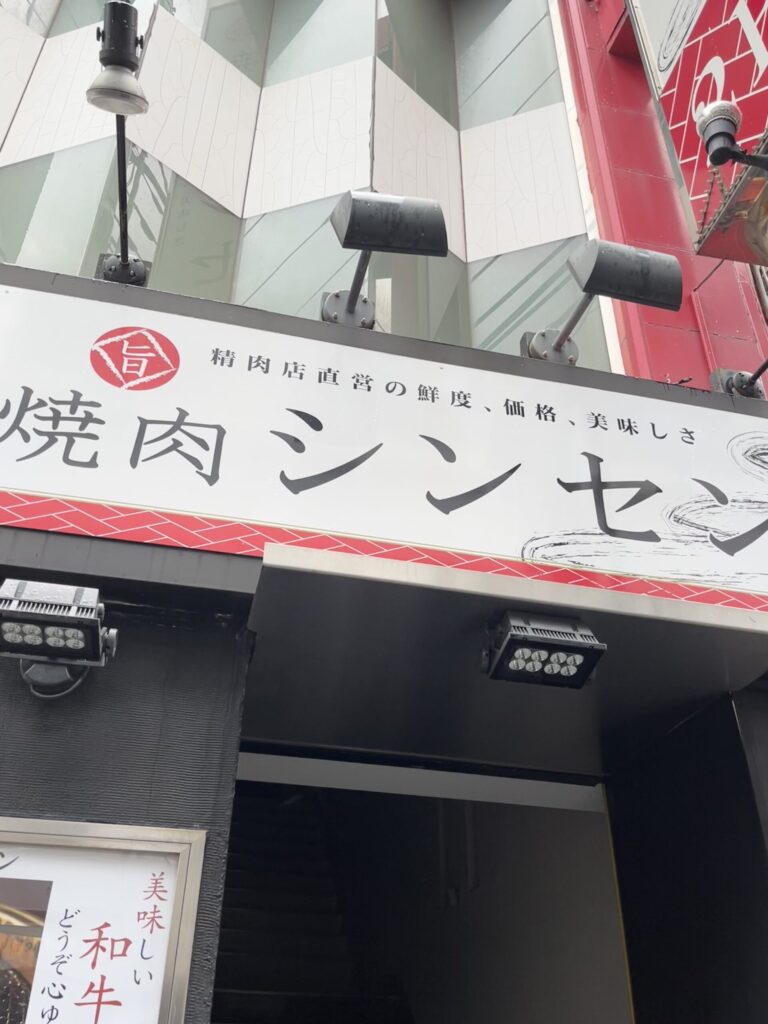 旨
精肉店直営の鮮度、価格、美味しさ
焼肉シンセン
美味しい
和牛
どうぞ心ゆ